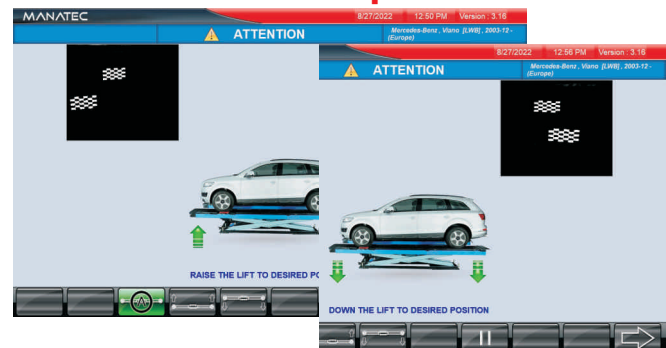 MANATEC
8/27/2022 12:50 PM Version : 3.16
ATTENTION
Mercedes-Benz , Viano [LWB] , 2003-12 -
(Europe)
RAISE THE LIFT TO DESIRED PO
8/27/2022 12:56 PM Version : 3.16
ATTENTION
Mercedes-Benz , Viano [LWB] , 2003-12 -
(Europe)
DOWN THE LIFT TO DESIRED POSITION